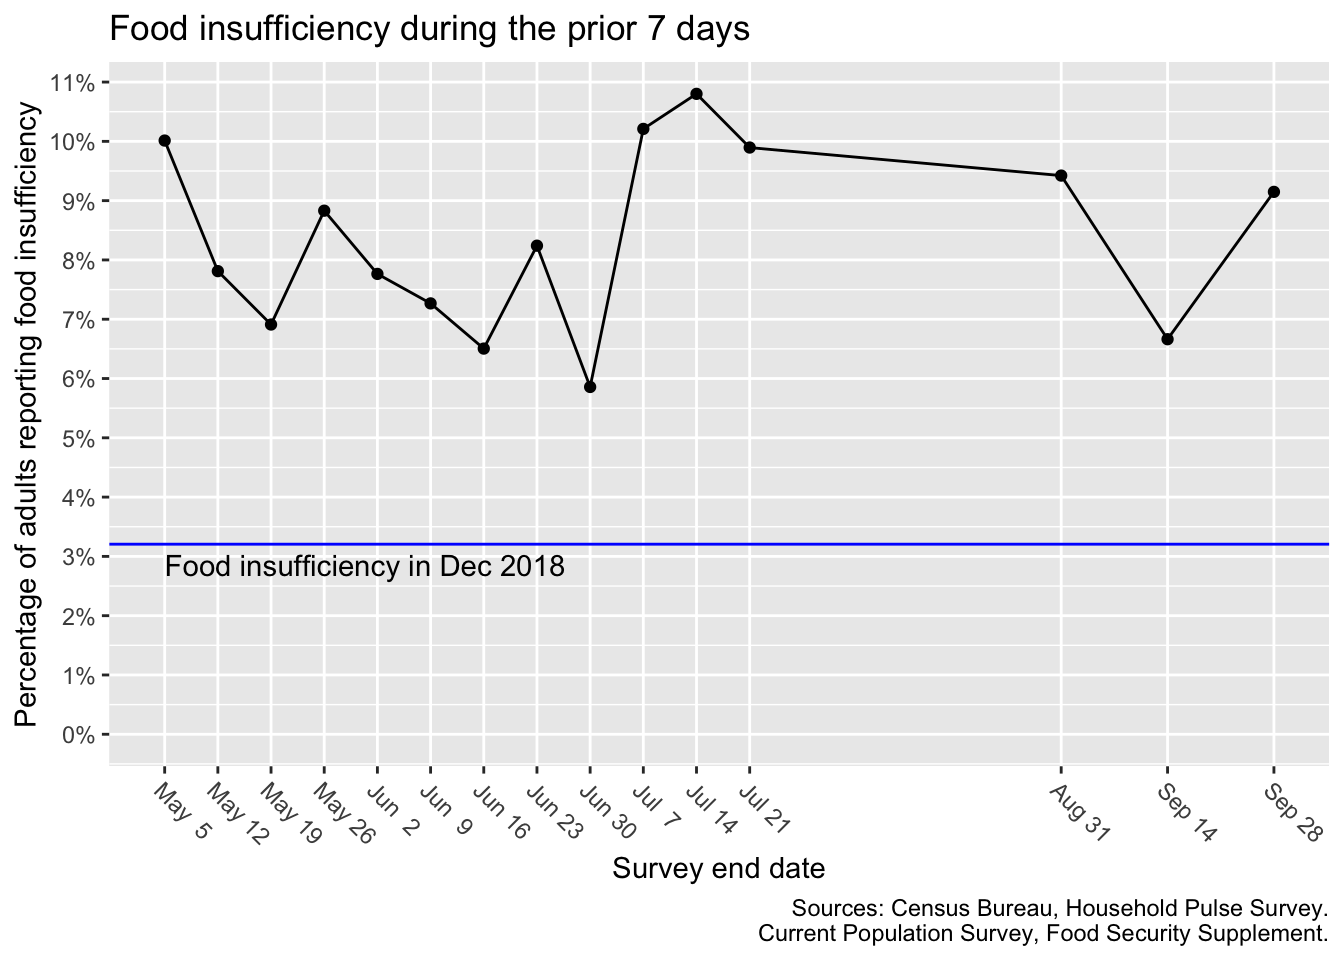 Food insufficiency during the prior 7 days
Percentage of adults reporting food insufficiency
11%
10%
9%
8%
7%
6%
5%
4%
3%
2%
1%
0%
Food insufficiency in Dec 2018
May 5
May 12
May 19
May 26
Jun 2
Jun 9
Jun 16
Jun 23
Jun 30
Jul 7
Jul 14
Jul 21
Aug 31
Sep 14
Sep 28
Survey end date
Sources: Census Bureau, Household Pulse Survey.
Current Population Survey, Food Security Supplement.